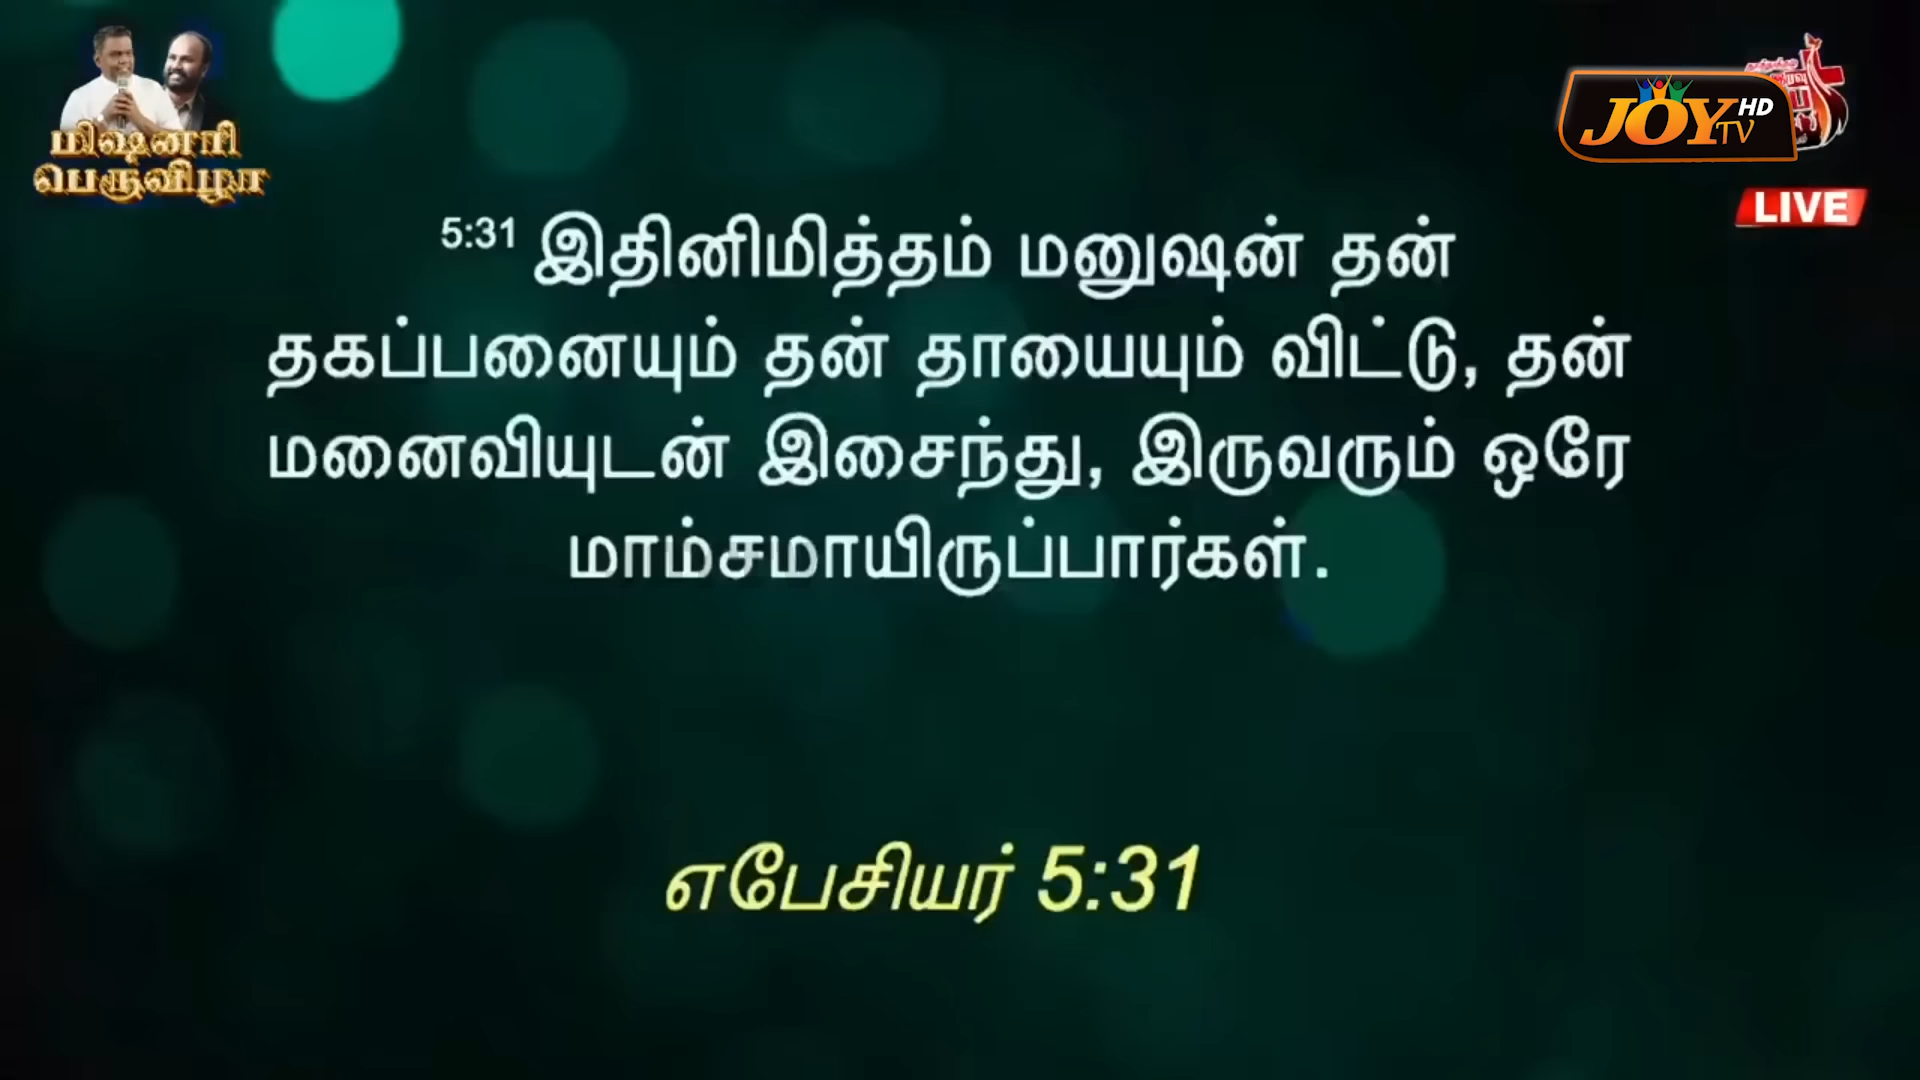 மிஷனரி
பெருவிழா
JOY TV HD
LIVE
5:31 இதினிமித்தம் மனுஷன் தன்
தகப்பனையும் தன் தாயையும் விட்டு, தன்
மனைவியுடன் இசைந்து, இருவரும் ஒரே
மாம்சமாயிருப்பார்கள்.
எபேசியர் 5:31